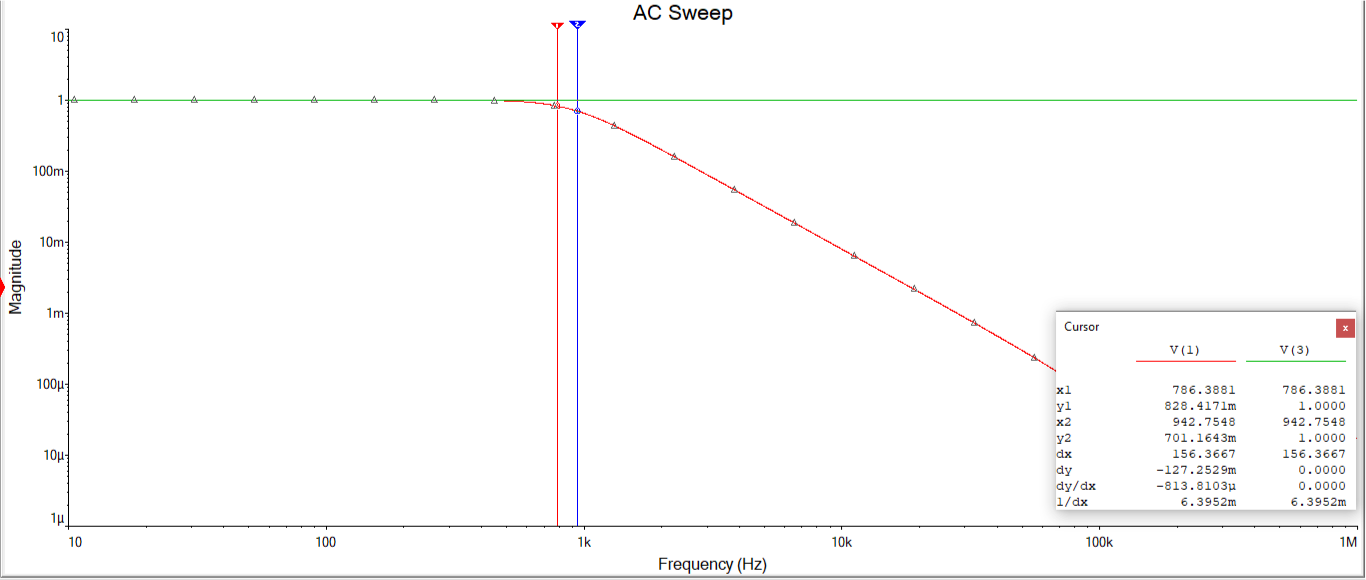 AC Sweep
1 2
10
1
100m
10m
1m
100µ
10µ
1µ
Magnitude
10 100 1k 10k 100k 1M
Frequency (Hz)
Cursor x
V(1) V(3)
x1 786.3881 786.3881
y1 828.4171m 1.0000
x2 942.7548 942.7548
y2 701.1643m 1.0000
dx 156.3667 156.3667
dy -127.2529m 0.0000
dy/dx -813.8103µ 0.0000
1/dx 6.3952m 6.3952m